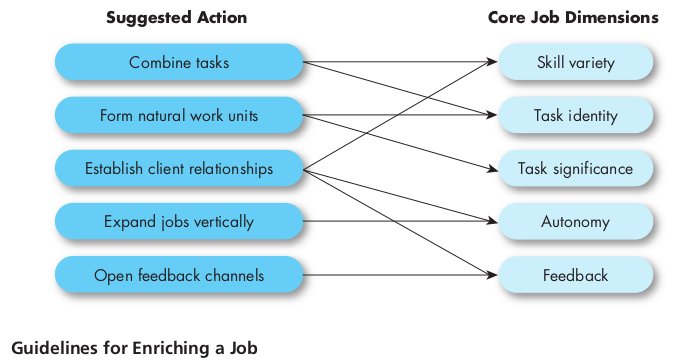 Suggested Action
Core Job Dimensions
Combine tasks
Skill variety
Form natural work units
Task identity
Establish client relationships
Task significance
Expand jobs vertically
Autonomy
Open feedback channels
Feedback
Guidelines for Enriching a Job